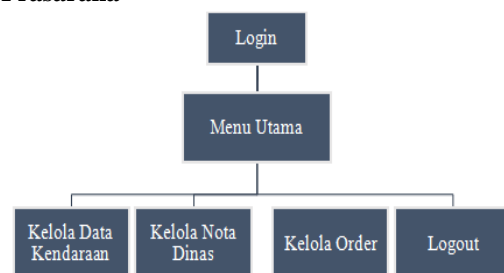 Login
Menu Utama
Kelola Data
Kendaraan
Kelola Nota
Dinas
Kelola Order
Logout